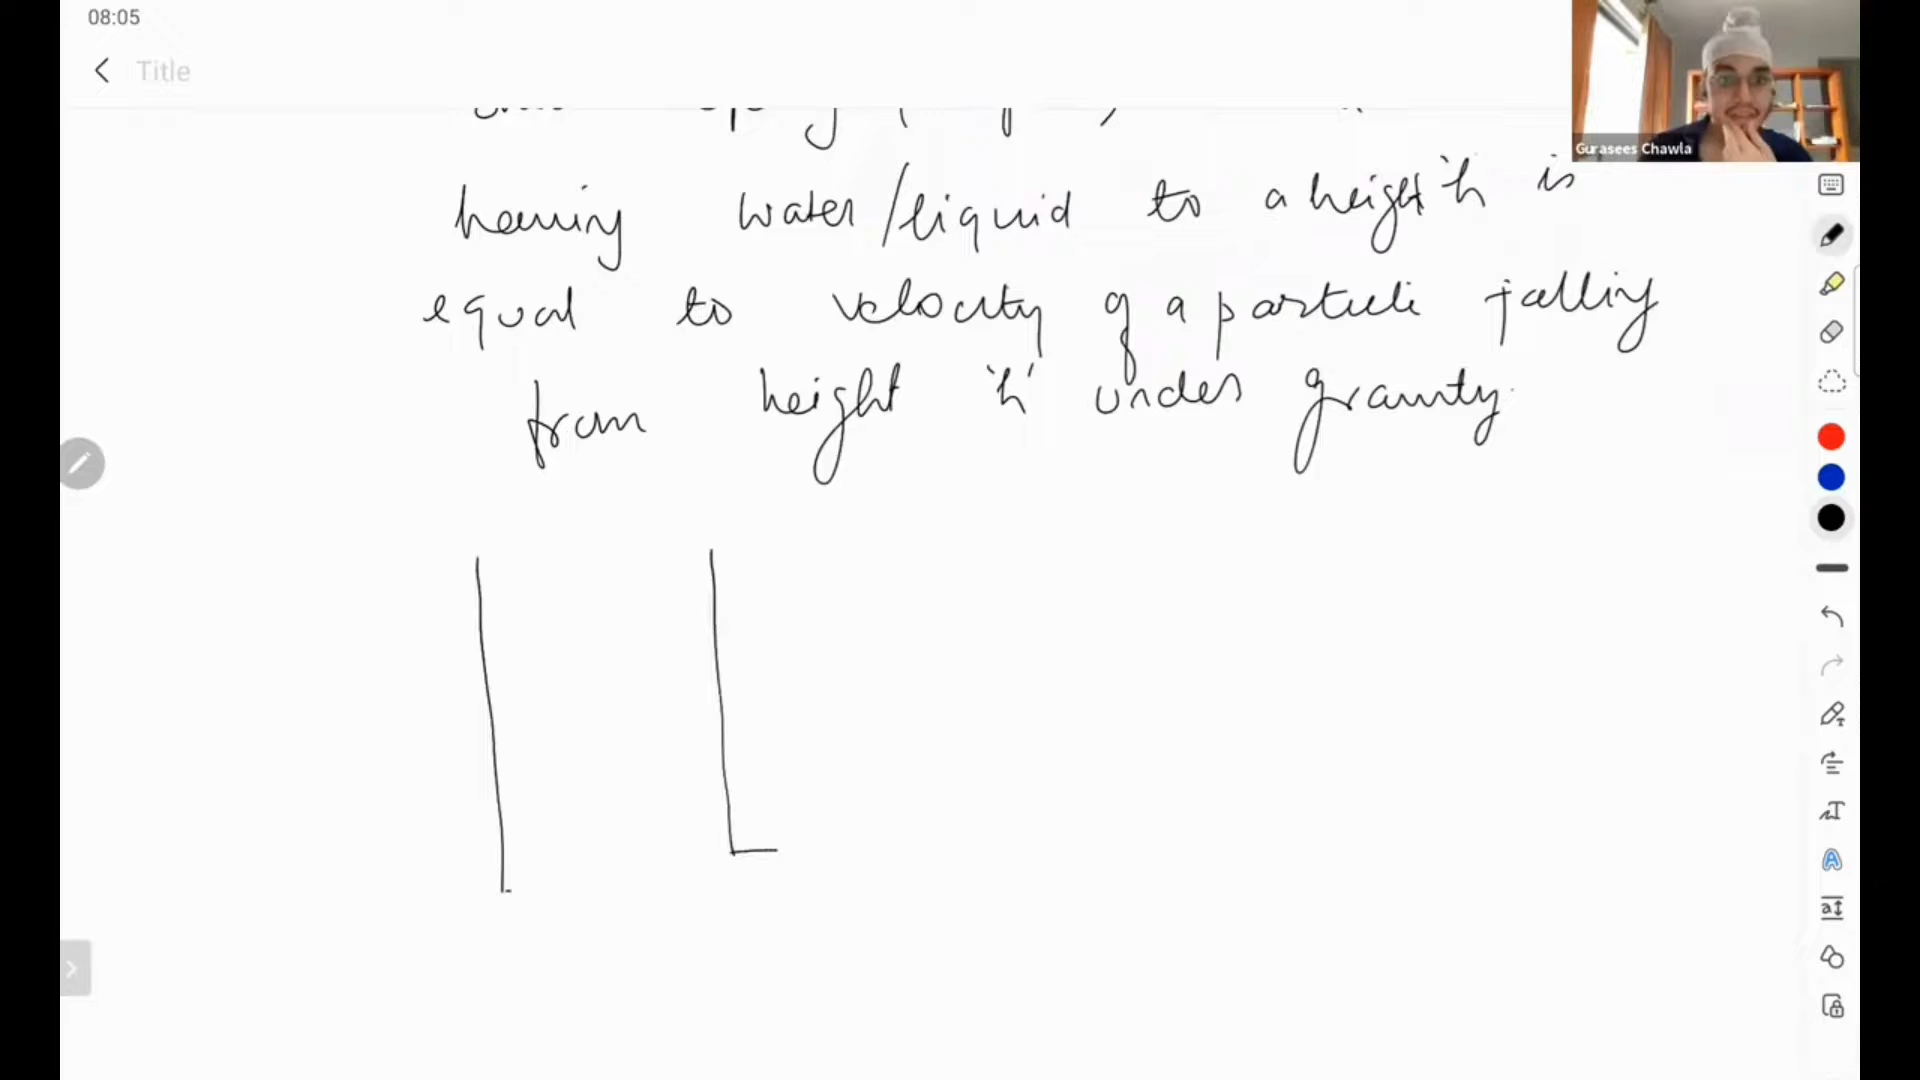 08:05
Title
Gurasees Chawla
having water/liquid to a height 'h is
equal to velocity of a particle falling
from height 'h' under gravity.